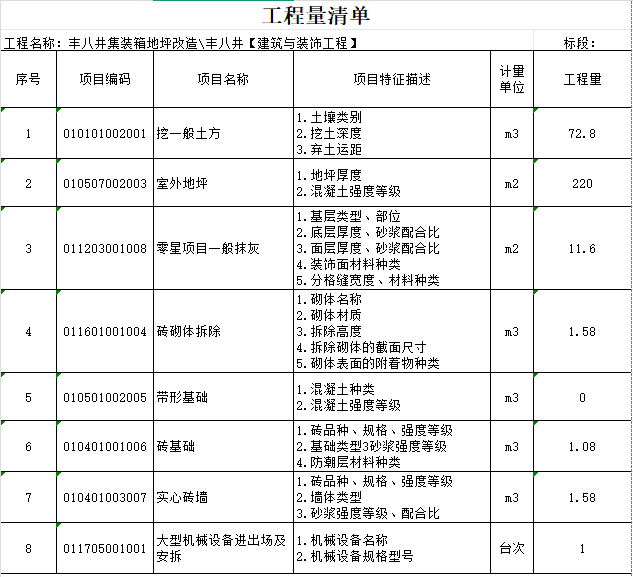 工程量清单
工程名称：丰八井集装箱地坪改造\丰八井【建筑与装饰工程】 标段：
序号 项目编码 项目名称 项目特征描述 计量单位 工程量
1 010101002001 挖一般土方 1.土壤类别 m3 72.8
2.挖土深度
3.弃土运距
2 010507002003 室外地坪 1.地坪厚度 m2 220
2.混凝土强度等级
3 011203001008 零星项目一般抹灰 1.基层类型、部位 m2 11.6
2.底层厚度、砂浆配合比
3.面层厚度、砂浆配合比
4.装饰面材料种类
5.分格缝宽度、材料种类
4 011601001004 砖砌体拆除 1.砌体名称 m3 1.58
2.砌体材质
3.拆除高度
4.拆除砌体的截面尺寸
5.砌体表面的附着物种类
5 010501002005 带形基础 1.混凝土种类 m3 0
2.混凝土强度等级
6 010401001006 砖基础 1.砖品种、规格、强度等级 m3 1.08
2.基础类型3砂浆强度等级
4.防潮层材料种类
7 010401003007 实心砖墙 1.砖品种、规格、强度等级 m3 1.58
2.墙体类型
3.砂浆强度等级、配合比
8 011705001001 大型机械设备进出场及安拆 1.机械设备名称 台次 1
2.机械设备规格型号